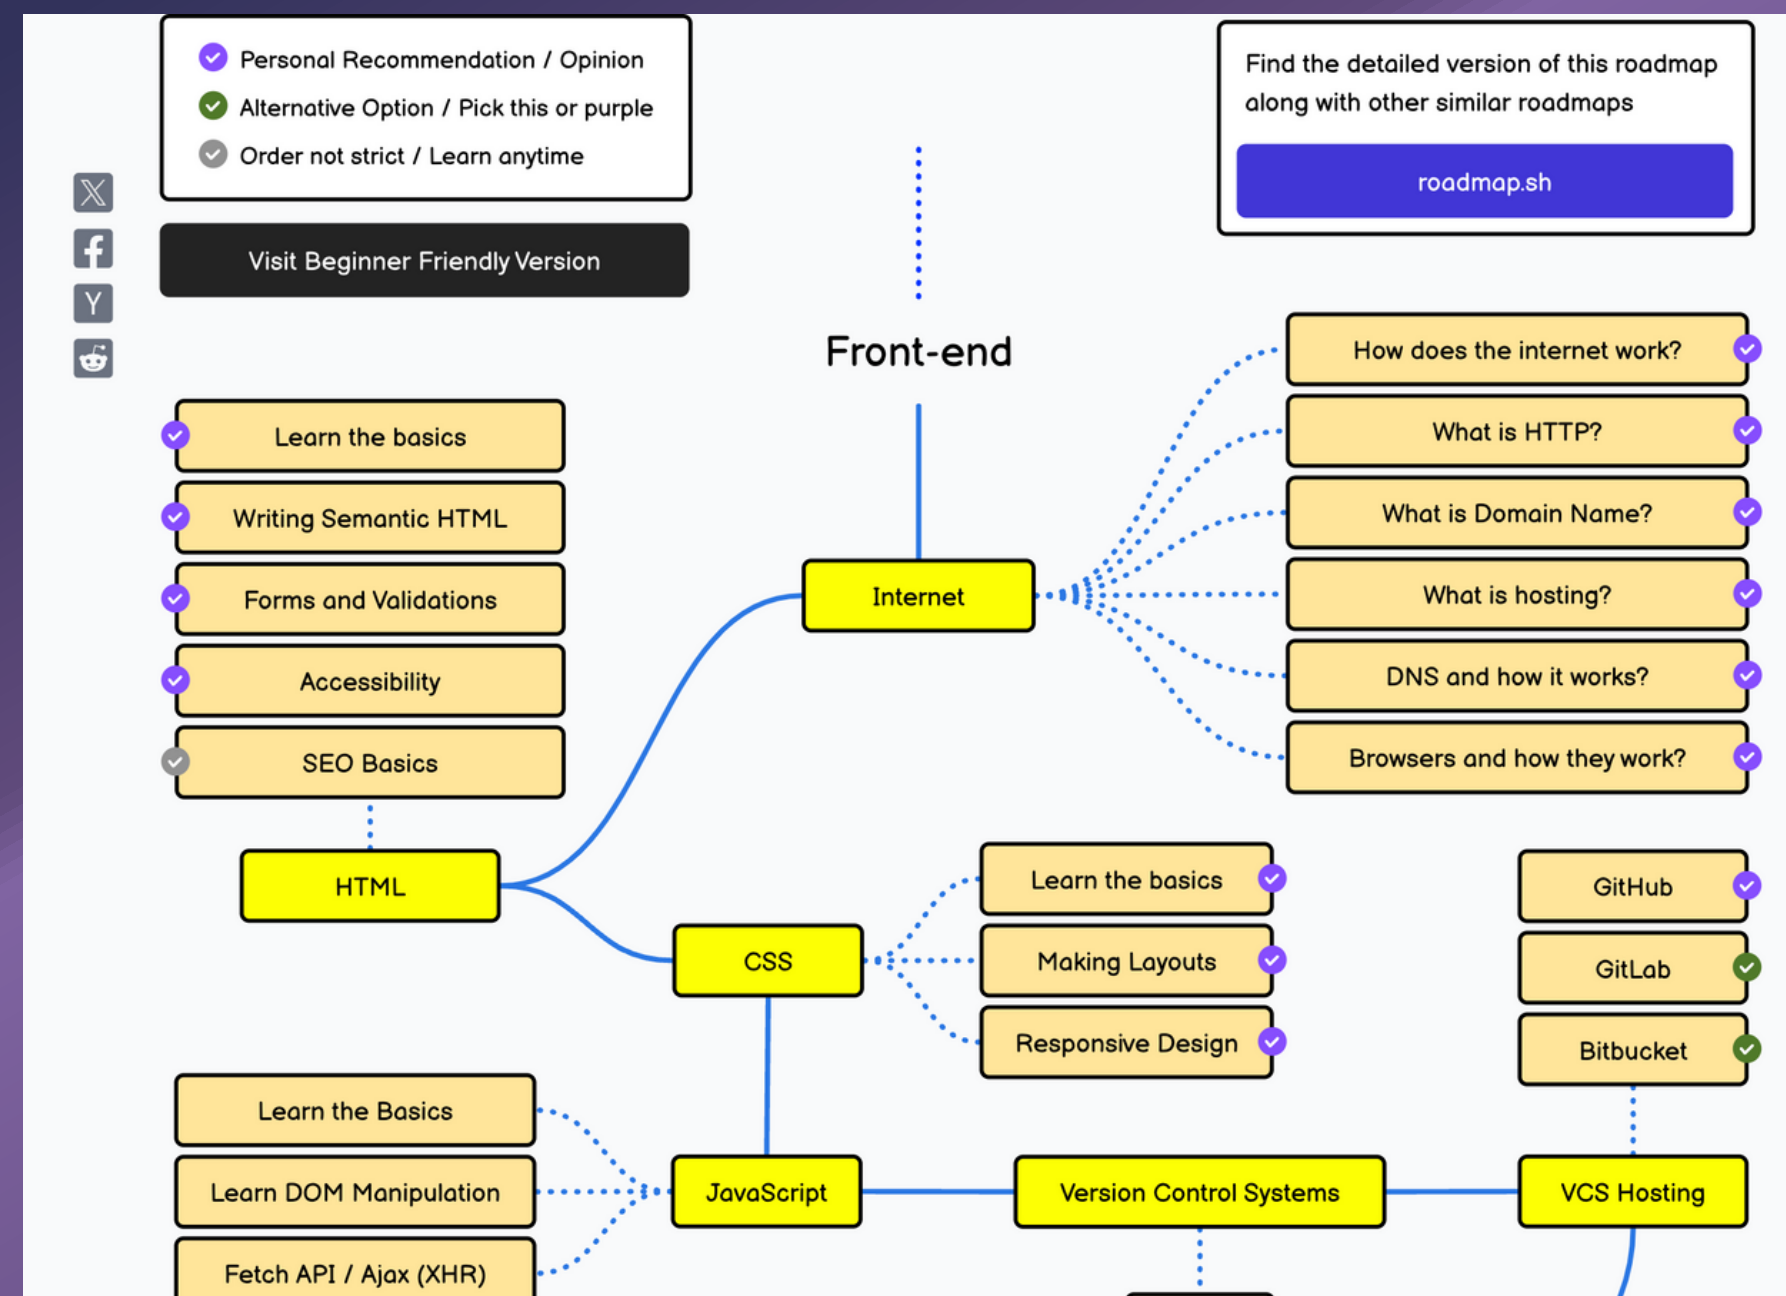 Personal Recommendation / Opinion
Alternative Option / Pick this or purple
Order not strict / Learn anytime
Visit Beginner Friendly Version
Find the detailed version of this roadmap
along with other similar roadmaps
roadmap.sh
Front-end
How does the internet work?
What is HTTP?
What is Domain Name?
What is hosting?
DNS and how it works?
Browsers and how they work?
Internet
Learn the basics
Writing Semantic HTML
Forms and Validations
Accessibility
SEO Basics
HTML
CSS
Learn the basics
Making Layouts
Responsive Design
GitHub
GitLab
Bitbucket
Learn the Basics
Learn DOM Manipulation
Fetch API / Ajax (XHR)
JavaScript
Version Control Systems
VCS Hosting